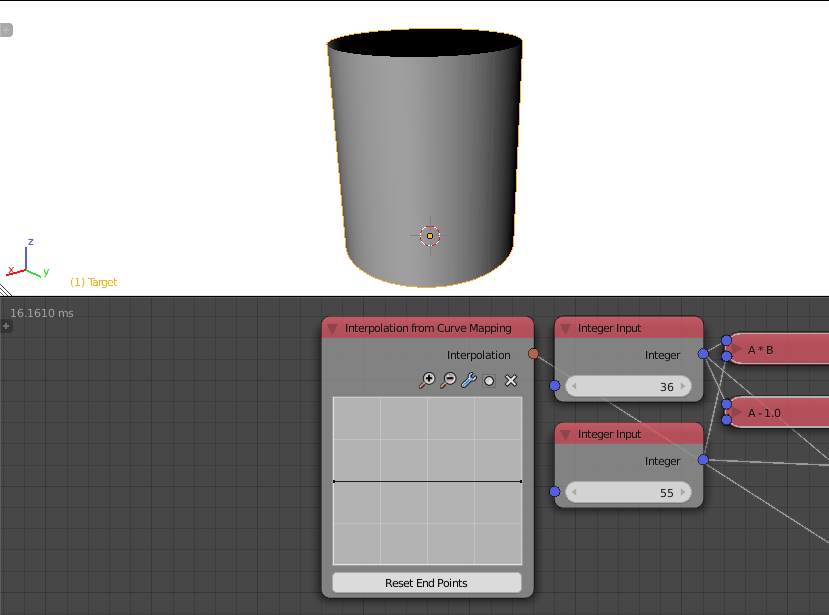 z
x
y
(1) Target
16.1610 ms
Interpolation from Curve Mapping
Interpolation
Reset End Points
Integer Input
Integer
36
Integer Input
Integer
55
A * B
A - 1.0